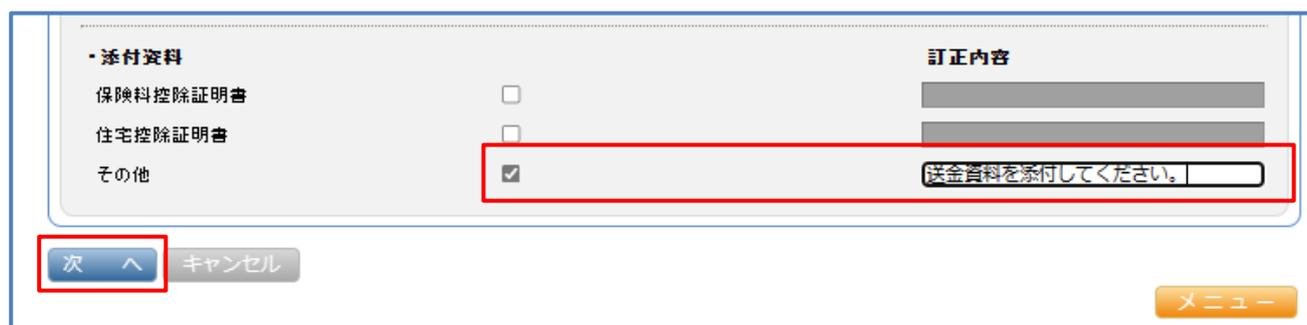 ・添付資料 訂正内容
保険料控除証明書
住宅控除証明書
その他 送金資料を添付してください。
次 へ キャンセル
メニュー